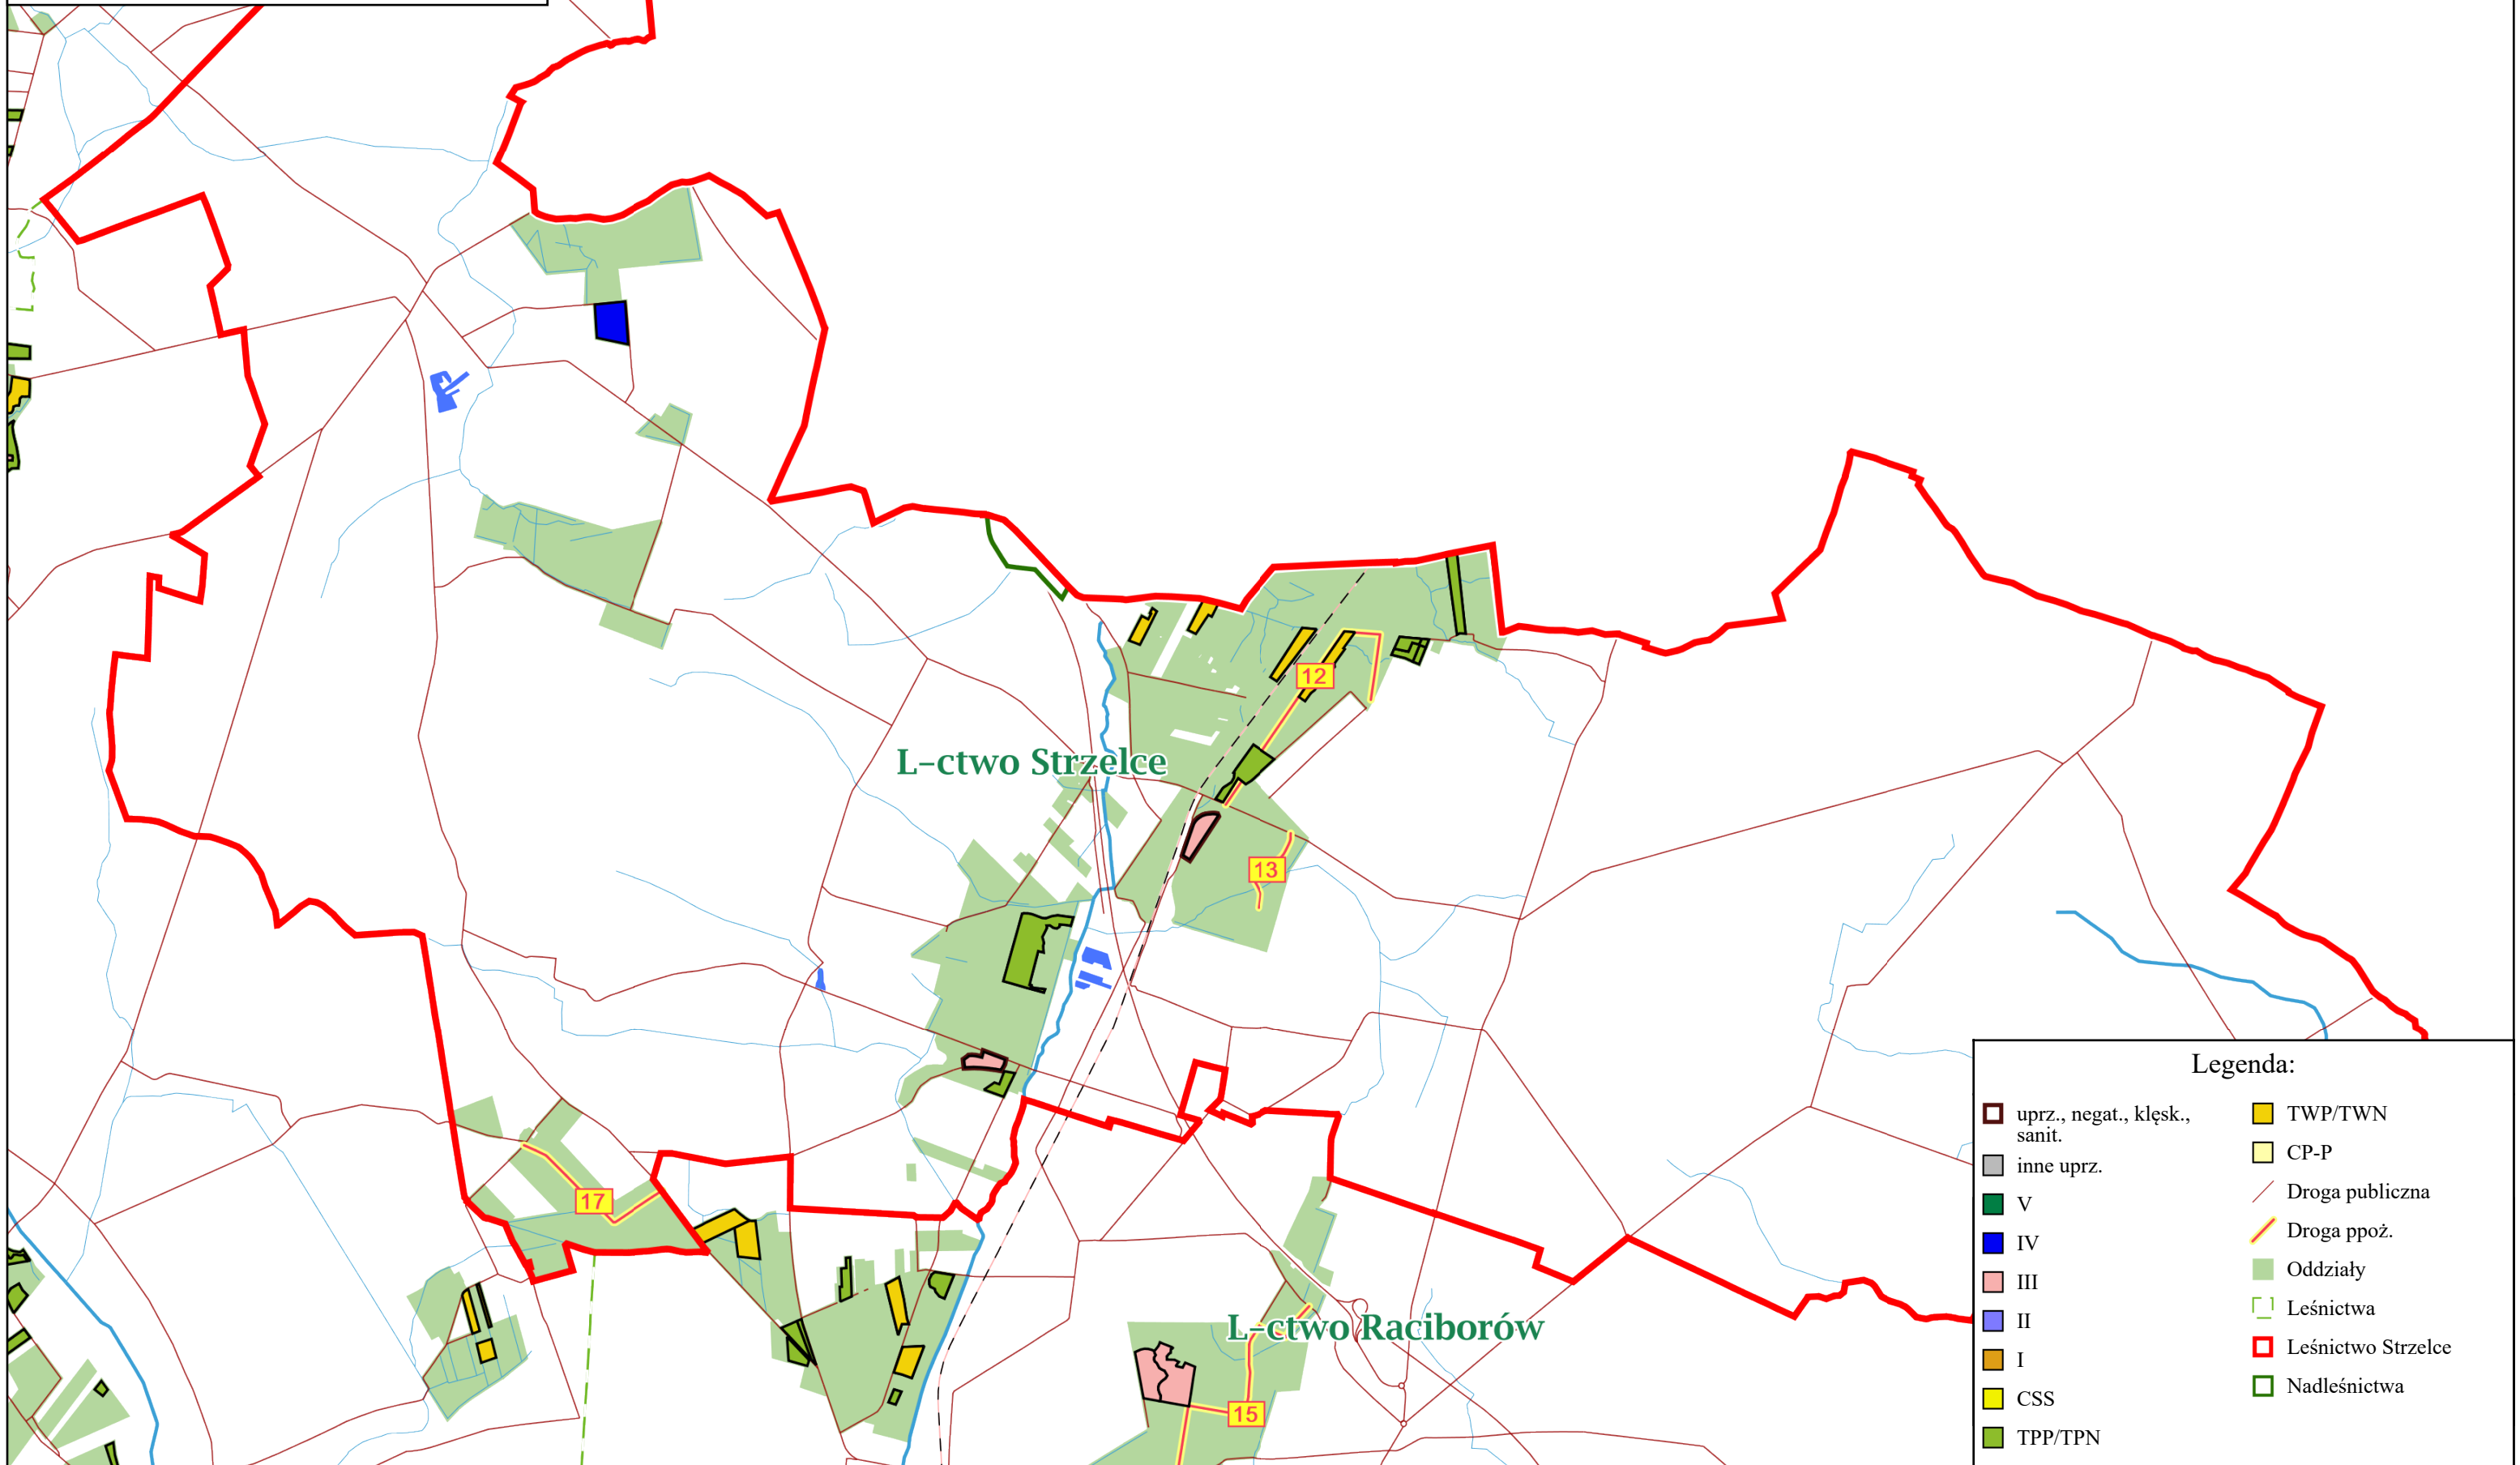 12
L-ctwo Strzelce
13
17
L-ctwo Raciborów
15
Legenda:
uprz., negat., klęsk.,
sanit.
inne uprz.
V
IV
III
II
I
CSS
TPP/TPN
TWP/TWN
CP-P
Droga publiczna
Droga ppoż.
Oddziały
Leśnictwa
Leśnictwo Strzelce
Nadleśnictwa